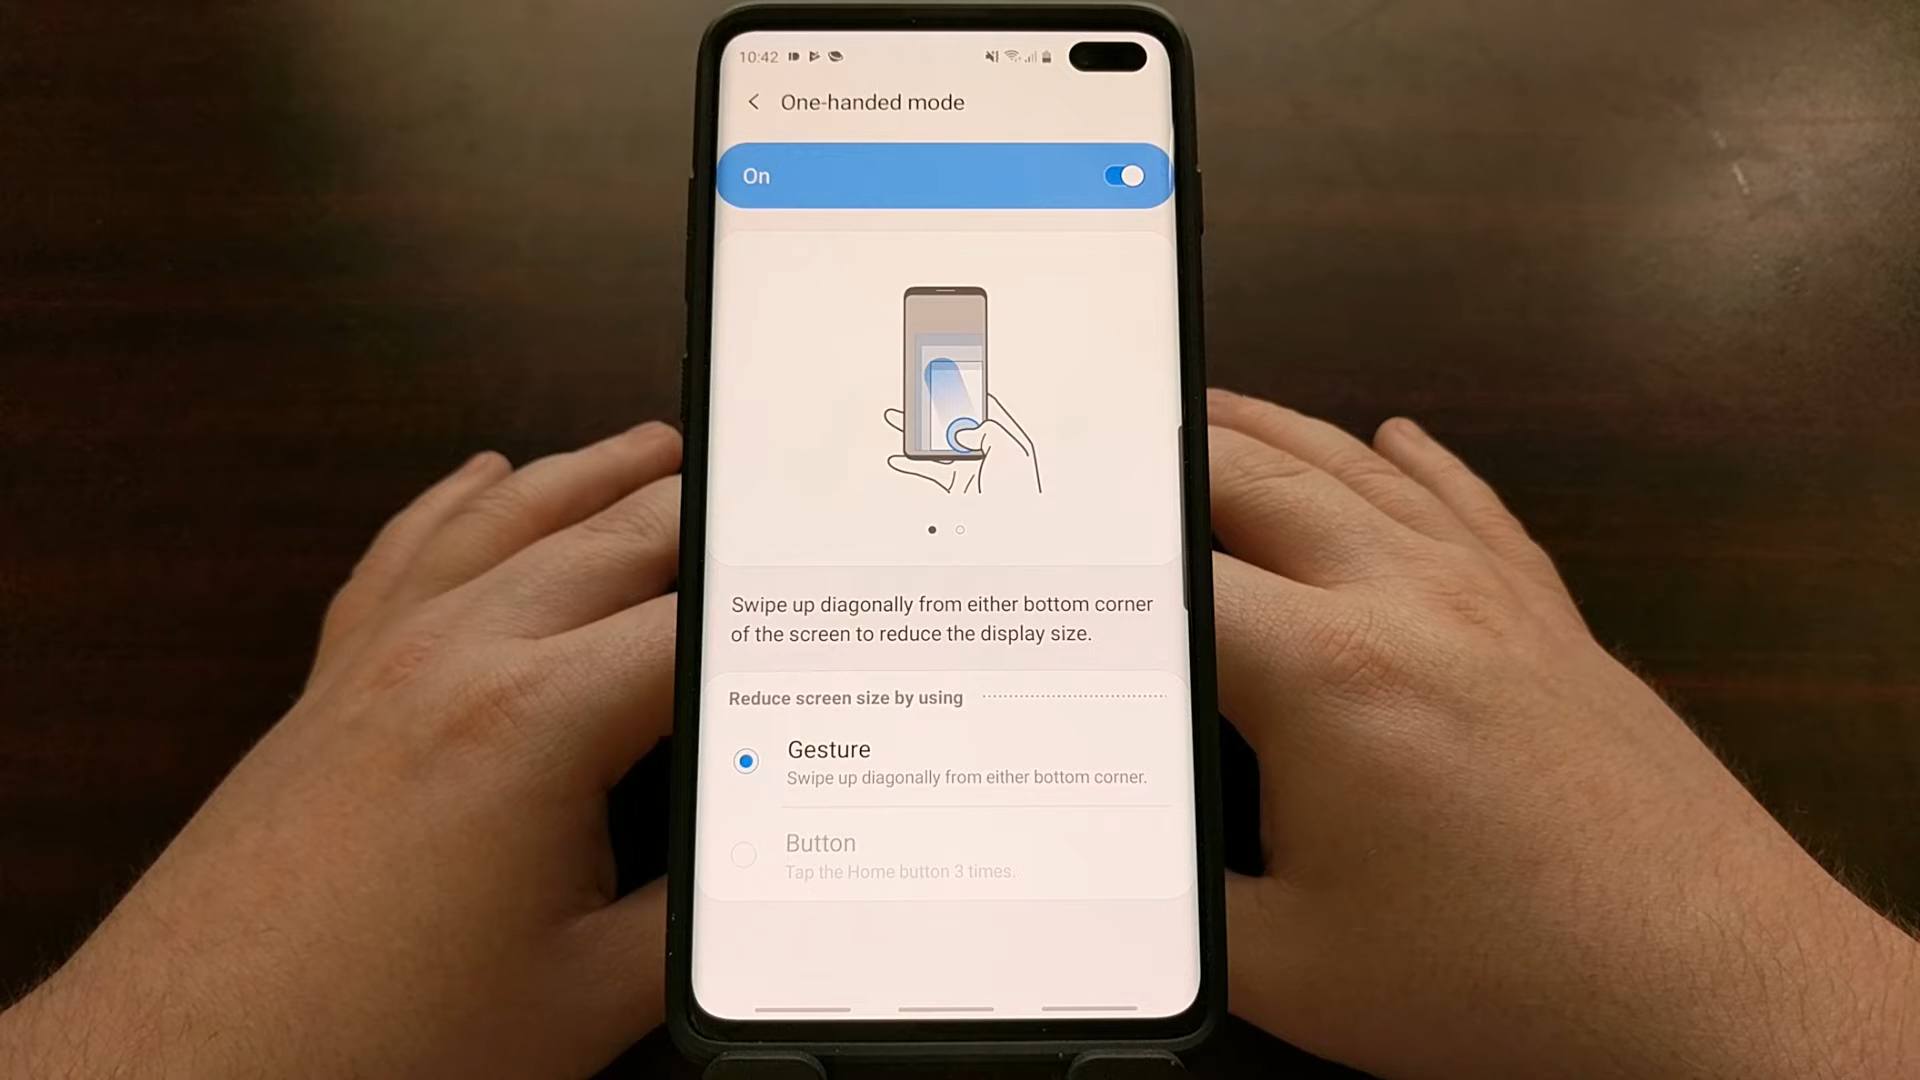 10:42
One-handed mode
On
Swipe up diagonally from either bottom corner
of the screen to reduce the display size.
Reduce screen size by using
Gesture
Swipe up diagonally from either bottom corner.
Button
Tap the Home button 3 times.